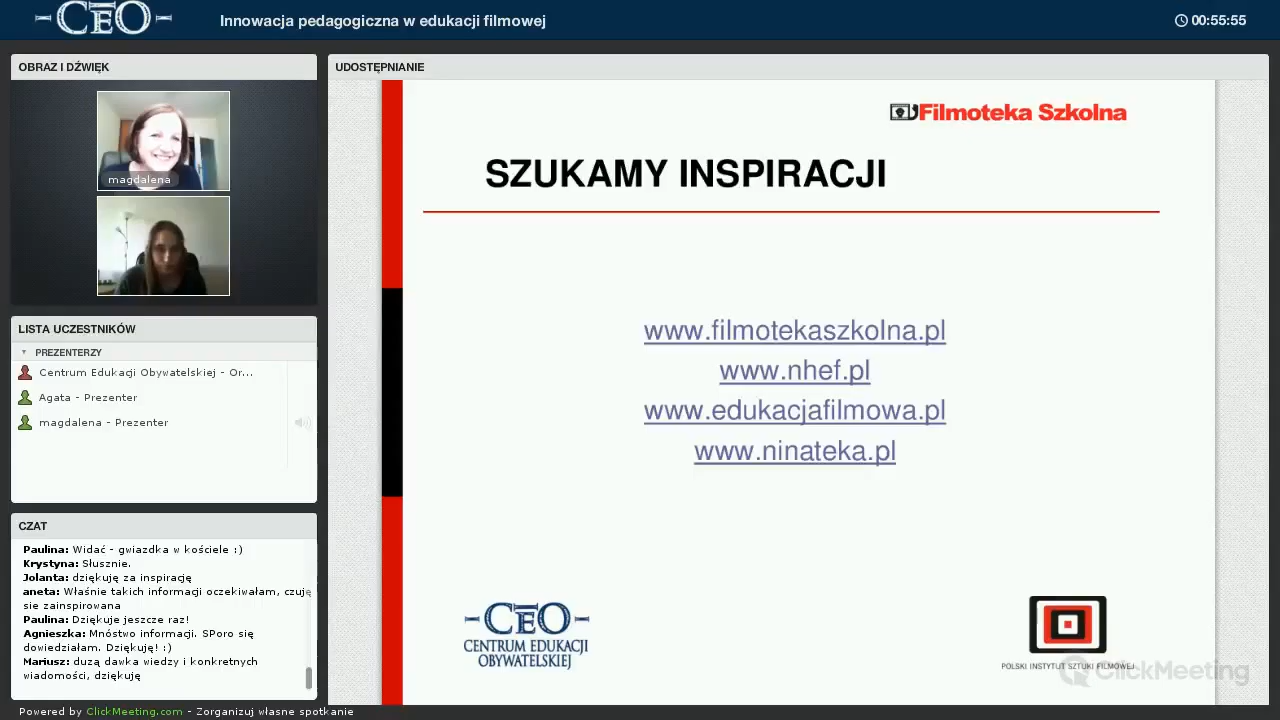 CEO
Innowacja pedagogiczna w edukacji filmowej
00:55:55
OBRAZ I DŹWIĘK
magdalena
LISTA UCZESTNIKÓW
PREZENTERZY
Centrum Edukacji Obywatelskiej - Or...
Agata - Prezenter
magdalena - Prezenter
CZAT
Paulina: Widać - gwiazdka w kościele :)
Krystyna: Słusznie.
Jolanta: dziękuję za inspirację
aneta: Właśnie takich informacji oczekiwałam, czuję
sie zainspirowana
Paulina: Dziękuje jeszcze raz!
Agnieszka: Mnóstwo informacji. SPoro się
dowiedziałam. Dziękuję! :)
Mariusz: duzą dawka wiedzy i konkretnych
wiadomości, dziękuję
Powered by ClickMeeting.com - Zorganizuj własne spotkanie
UDOSTĘPNIANIE
Filmoteka Szkolna
SZUKAMY INSPIRACJI
www.filmotekaszkolna.pl
www.nhef.pl
www.edukacjafilmowa.pl
www.ninateka.pl
CEO
CENTRUM EDUKACJI
OBYWATELSKIEJ
POLSKI INSTYTUT SZTUKI FILMOWEJ
ClickMeeting